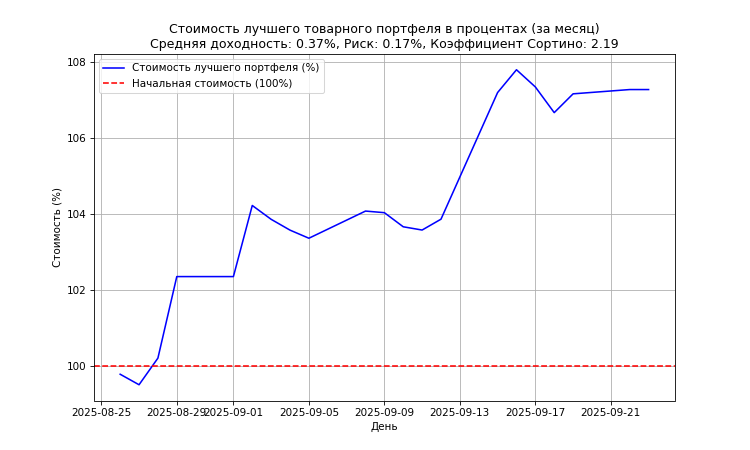 Стоимость лучшего товарного портфеля в процентах (за месяц)
Средняя доходность: 0.37%, Риск: 0.17%, Коэффициент Сортино: 2.19
Стоимость лучшего портфеля (%)
Начальная стоимость (100%)
Стоимость (%)
108
106
104
102
100
2025-08-25 2025-08-29 2025-09-01 2025-09-05 2025-09-09 2025-09-13 2025-09-17 2025-09-21
День